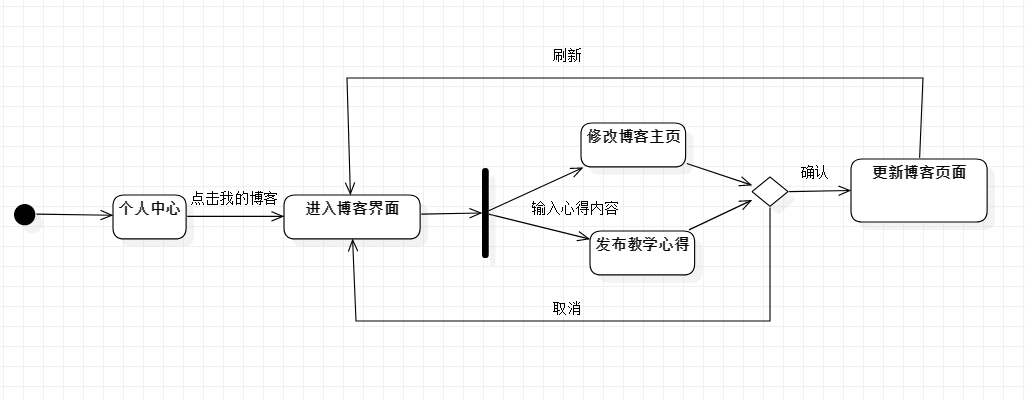 刷新
修改博客主页
确认
更新博客页面
点击我的博客
个人中心
进入博客界面
输入心得内容
发布教学心得
取消